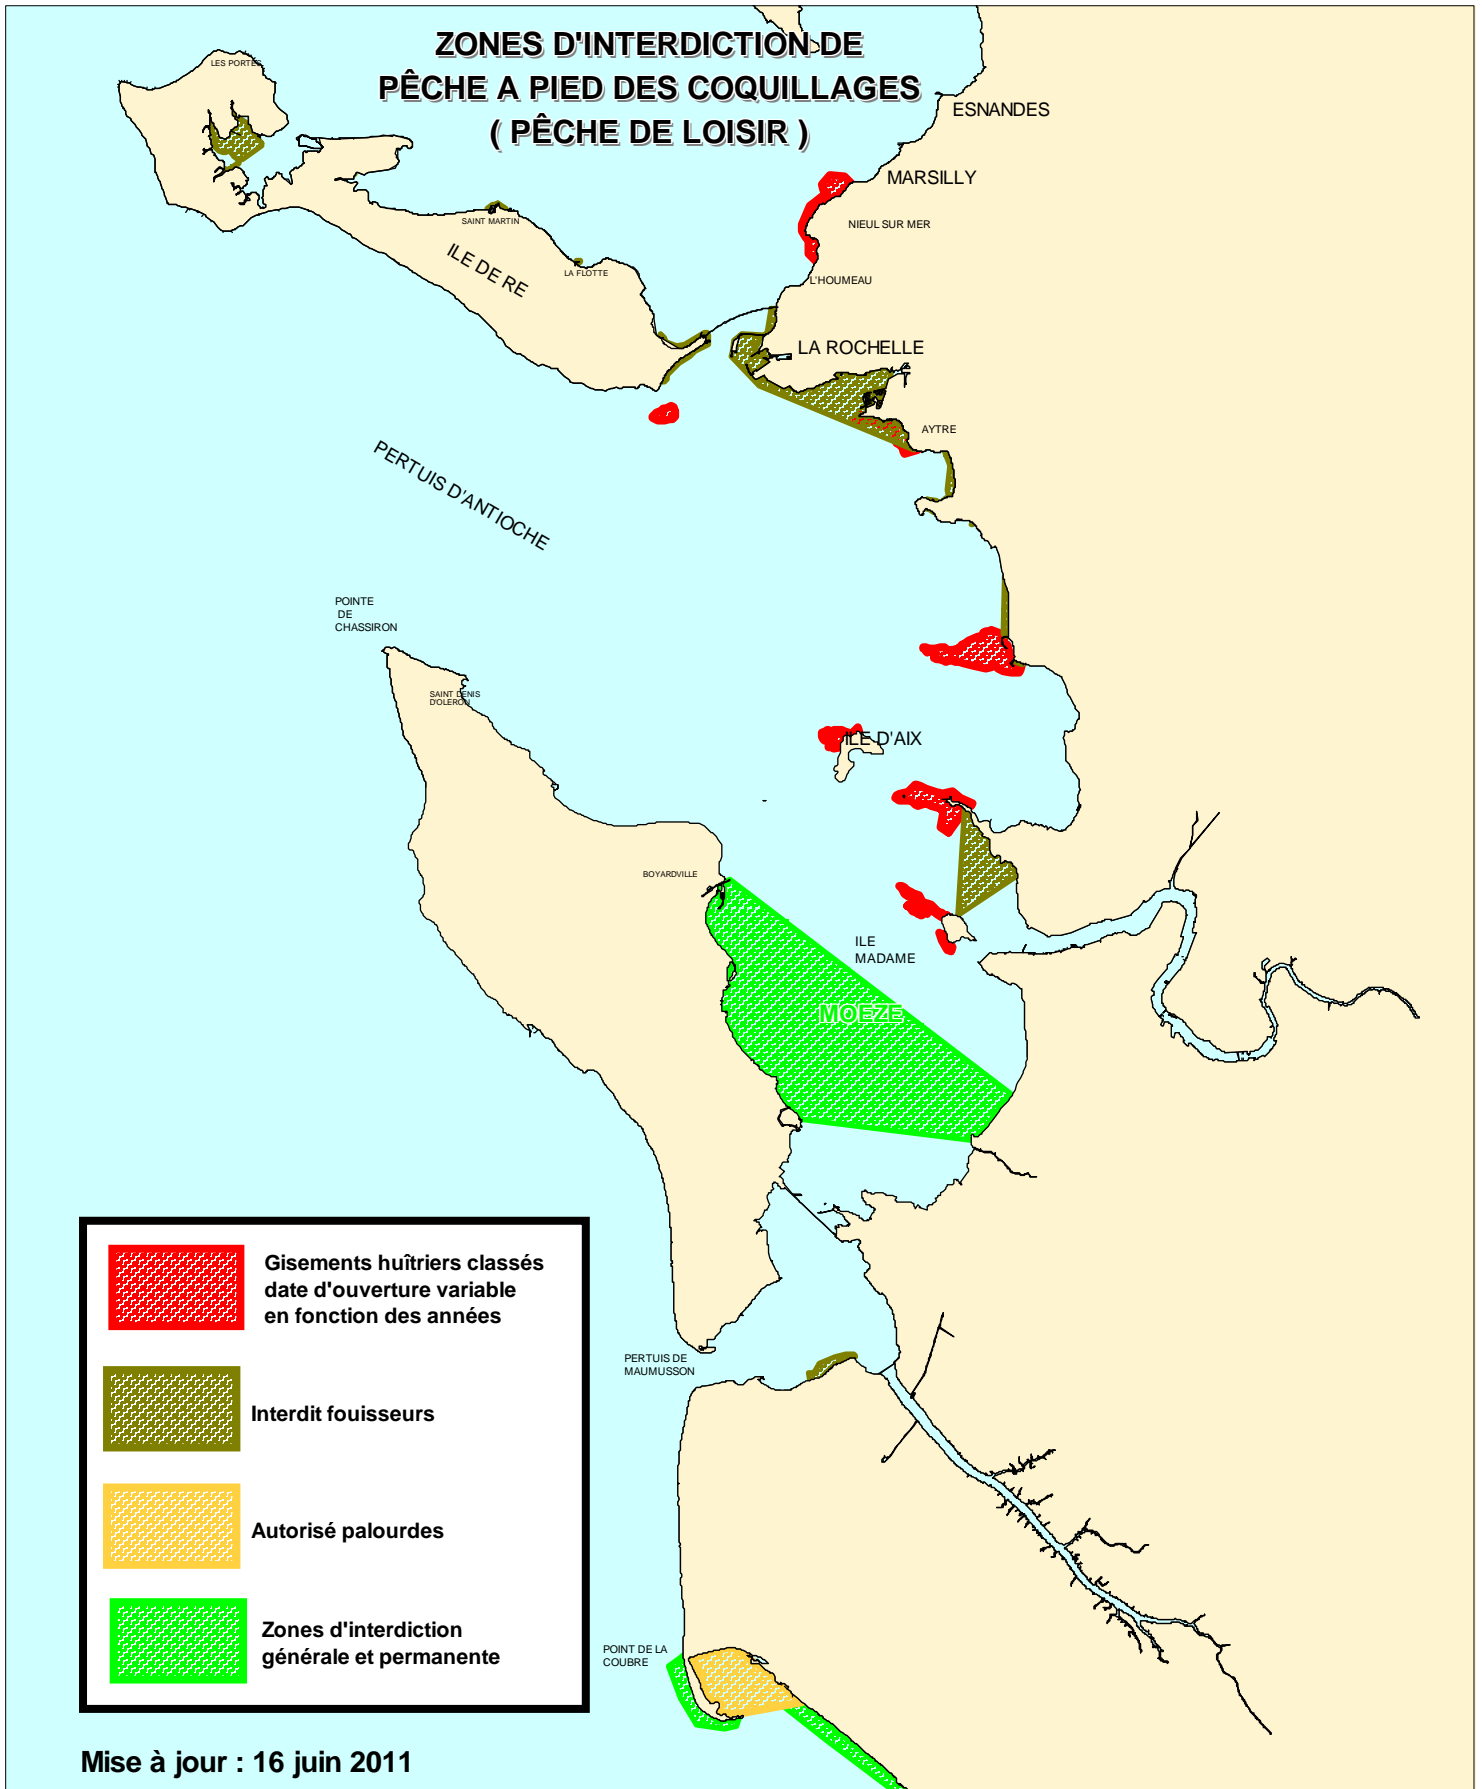 ZONES D'INTERDICTION DE
PÊCHE A PIED DES COQUILLAGES
( PÊCHE DE LOISIR )
LES PORTES
ESNANDES
MARSILLY
SAINT MARTIN
NIEUL SUR MER
ILE DE RE
LA FLOTTE
L'HOUMEAU
LA ROCHELLE
AYTRE
PERTUIS D'ANTIOCHE
POINTE
DE
CHASSIRON
SAINT DENIS
D'OLERON
ILE D'AIX
BOYARDVILLE
ILE
MADAME
MOEZE
Gisements huîtriers classés
date d'ouverture variable
en fonction des années
PERTUIS DE
MAUMUSSON
Interdit fouisseurs
Autorisé palourdes
Zones d'interdiction
générale et permanente
POINT DE LA
COUBRE
Mise à jour : 16 juin 2011